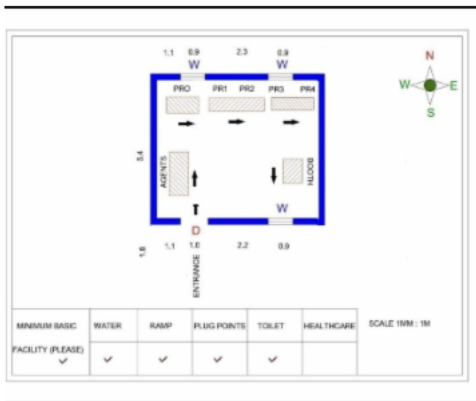 1.1 0.9 2.3 0.9
W W
N
W E
S
PRO PR1 PR2 PR3 PR4
5.4
AGENTS
BOOTH
W
D
1.8 1.1 1.0 2.2 0.9
ENTRANCE
MINIMUM BASIC WATER RAMP PLUG POINTS TOILET HEALTHCARE SCALE 1MM : 1M
FACILITY (PLEASE)